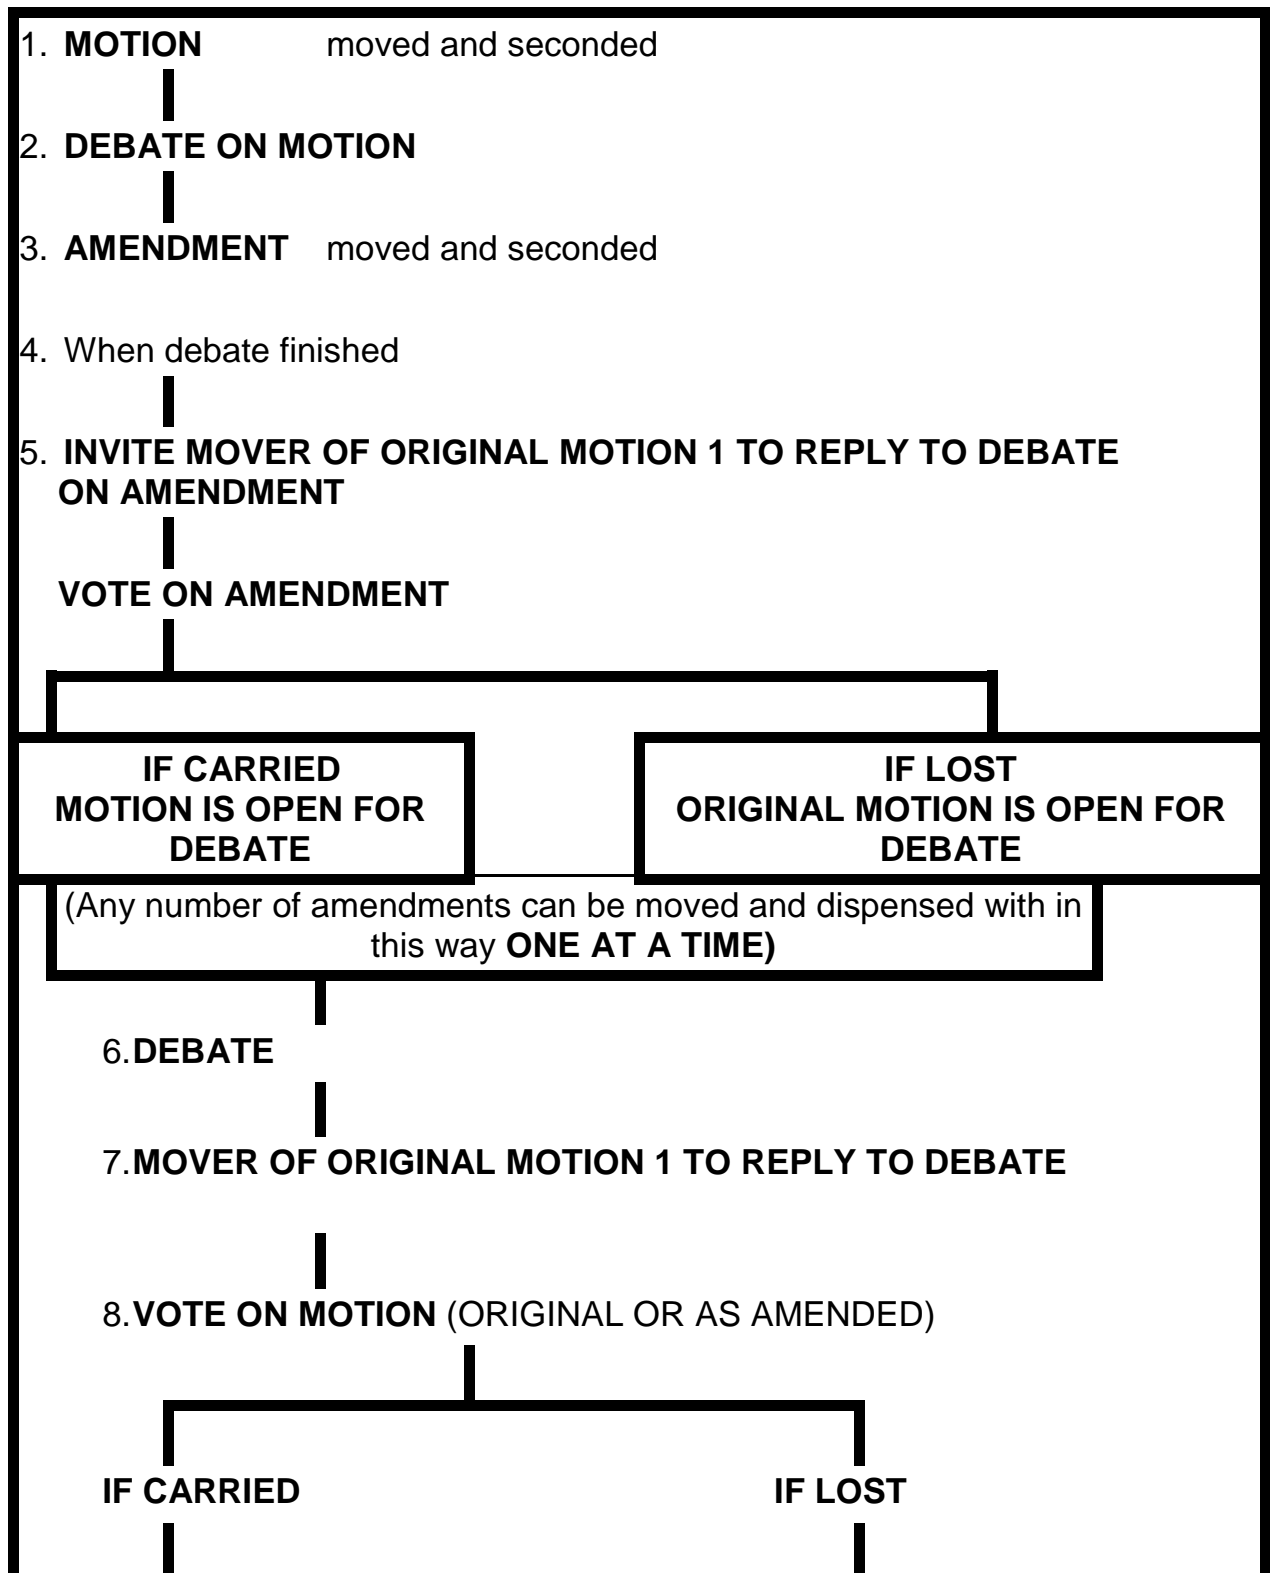 1. MOTION moved and seconded
2. DEBATE ON MOTION
3. AMENDMENT moved and seconded
4. When debate finished
5. INVITE MOVER OF ORIGINAL MOTION 1 TO REPLY TO DEBATE
ON AMENDMENT
VOTE ON AMENDMENT
IF CARRIED
MOTION IS OPEN FOR
DEBATE
IF LOST
ORIGINAL MOTION IS OPEN FOR
DEBATE
(Any number of amendments can be moved and dispensed with in
this way ONE AT A TIME)
6.DEBATE
7.MOVER OF ORIGINAL MOTION 1 TO REPLY TO DEBATE
8.VOTE ON MOTION (ORIGINAL OR AS AMENDED)
IF CARRIED
IF LOST